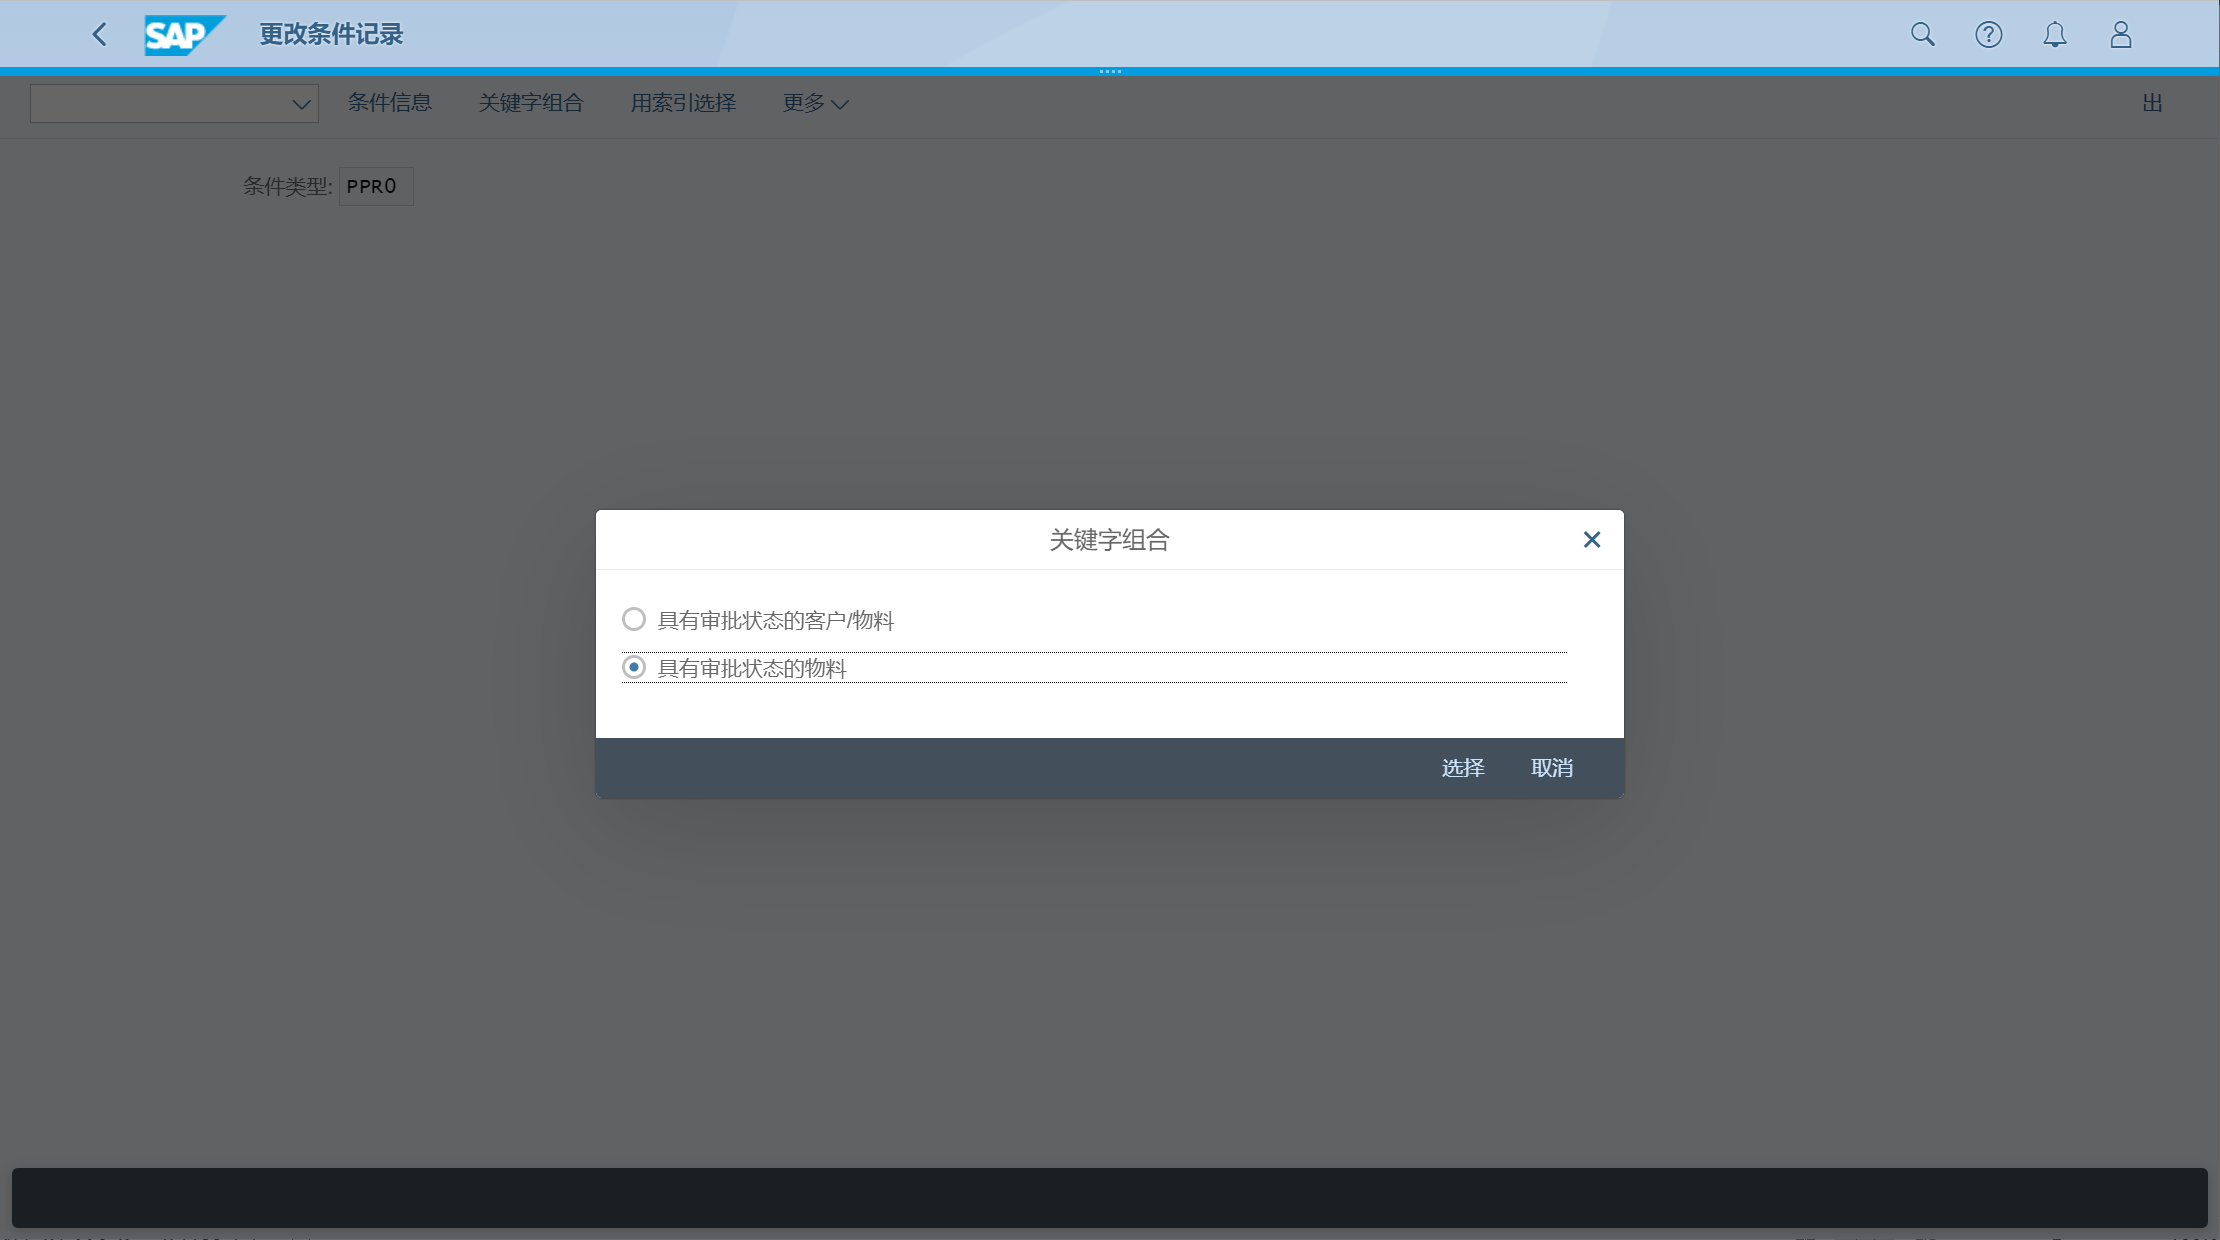 SAP 更改条件记录
条件信息 关键字组合 用索引选择 更多 出
条件类型: PPR0
关键字组合
具有审批状态的客户/物料
具有审批状态的物料
选择 取消